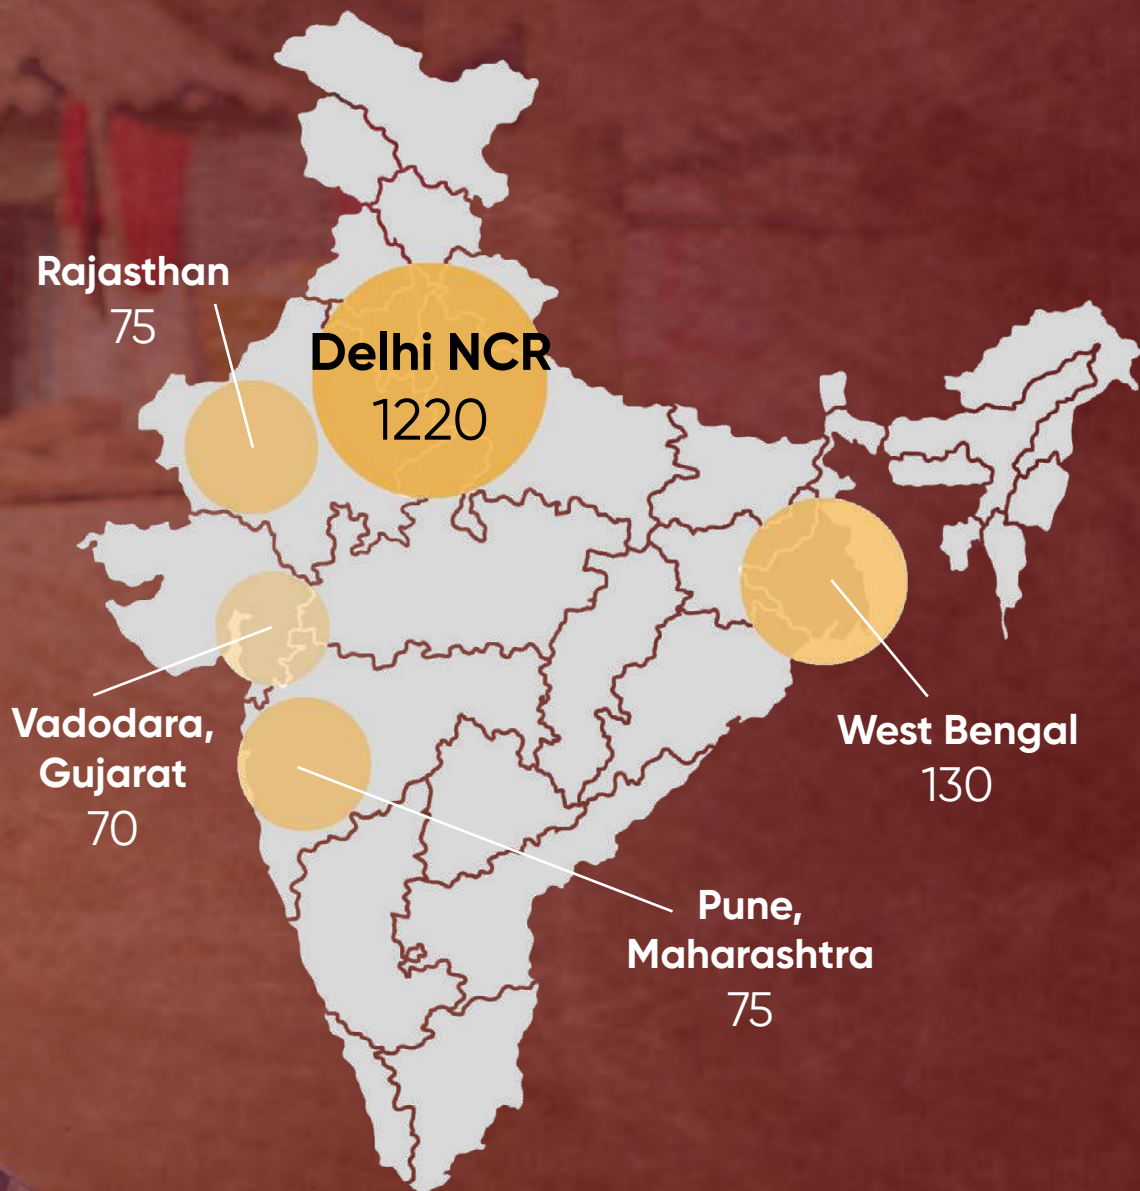 Rajasthan
75
Delhi NCR
1220
Vadodara,
Gujarat
70
West Bengal
130
Pune,
Maharashtra
75